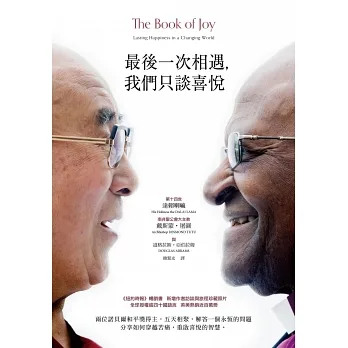 The Book of Joy
Lasting Happiness in a Changing World
最後一次相遇，
我們只談喜悅
第十四世
達賴喇嘛
His Holiness the DALAI LAMA
南非聖公會大主教
戴斯蒙・屠圖
Archbishop DESMOND TUTU
與
道格拉斯・亞伯拉姆
DOUGLAS ABRAMS
韓絜光 譯
《紐約時報》暢銷書
兩位諾貝爾和平獎得主，五天相聚，解答一個永恆的問題
分享如何穿越苦痛，重啟喜悅的智慧。